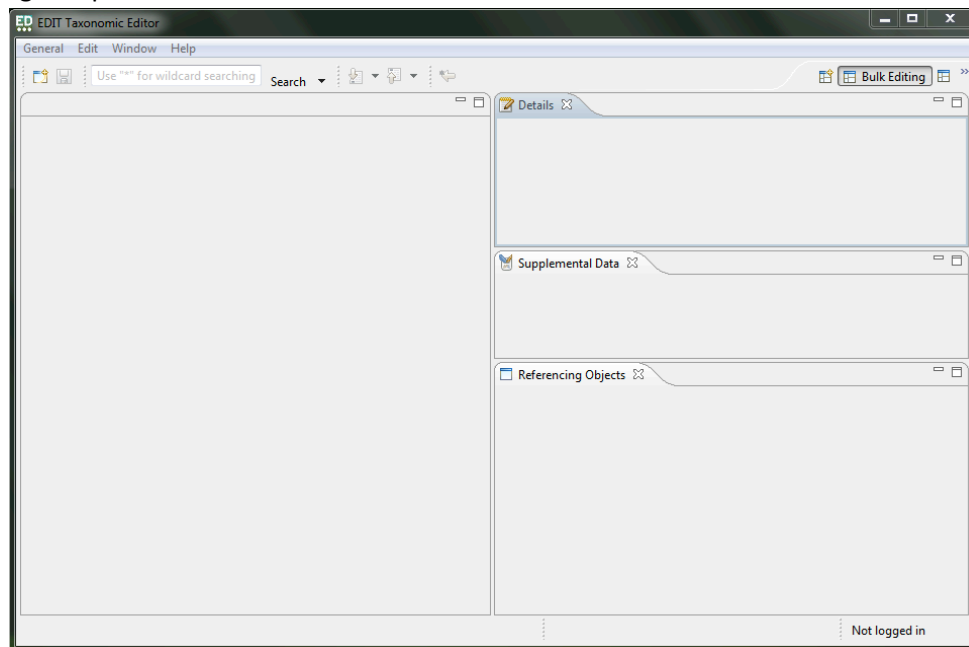 ED EDIT Taxonomic Editor
General Edit Window Help
Use "*" for wildcard searching Search Bulk Editing »
Details
Supplemental Data
Referencing Objects
Not logged in